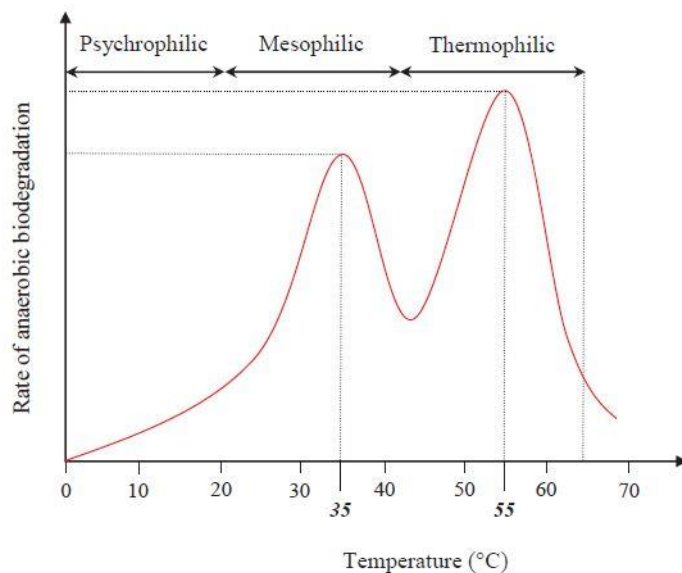 Psychrophilic Mesophilic Thermophilic
Rate of anaerobic biodegradation
0 10 20 30 40 50 60 70
35 55
Temperature (°C)